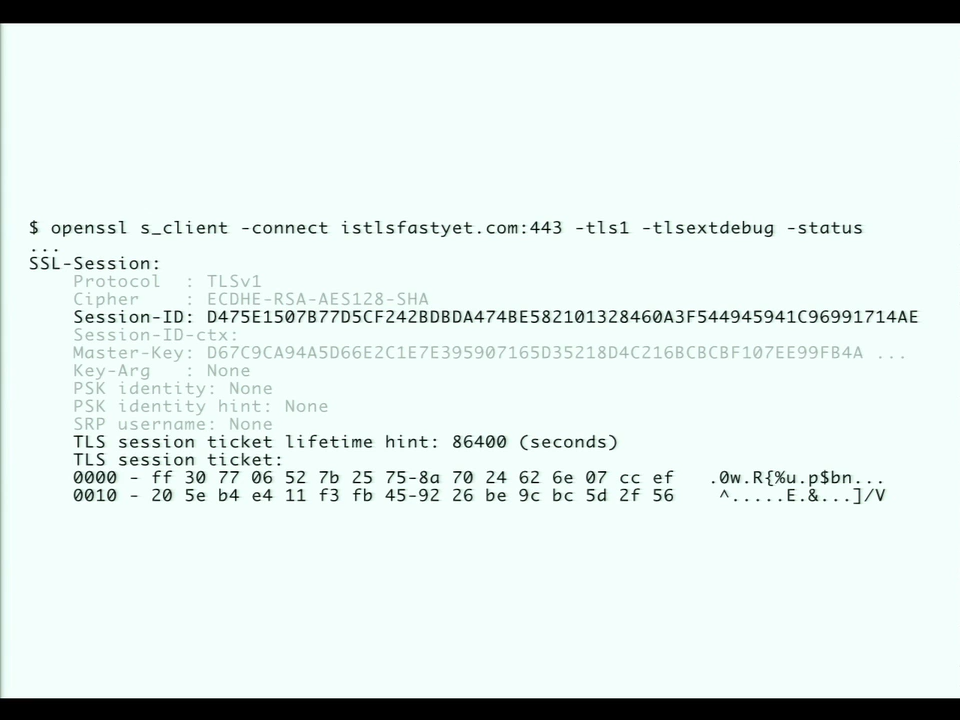 $ openssl s_client -connect istlsfastyet.com:443 -tls1 -tlsextdebug -status
...
SSL-Session:
    Protocol  : TLSv1
    Cipher    : ECDHE-RSA-AES128-SHA
    Session-ID: D475E1507B77D5CF242BDBDA474BE582101328460A3F544945941C96991714AE
    Session-ID-ctx:
    Master-Key: D67C9CA94A5D66E2C1E7E395907165D35218D4C216BCBCBF107EE99FB4A ...
    Key-Arg   : None
    PSK identity: None
    PSK identity hint: None
    SRP username: None
    TLS session ticket lifetime hint: 86400 (seconds)
    TLS session ticket:
    0000 - ff 30 77 06 52 7b 25 75-8a 70 24 62 6e 07 cc ef   .0w.R{%u.p$bn...
    0010 - 20 5e b4 e4 11 f3 fb 45-92 26 be 9c bc 5d 2f 56    ^.....E.&...]/V